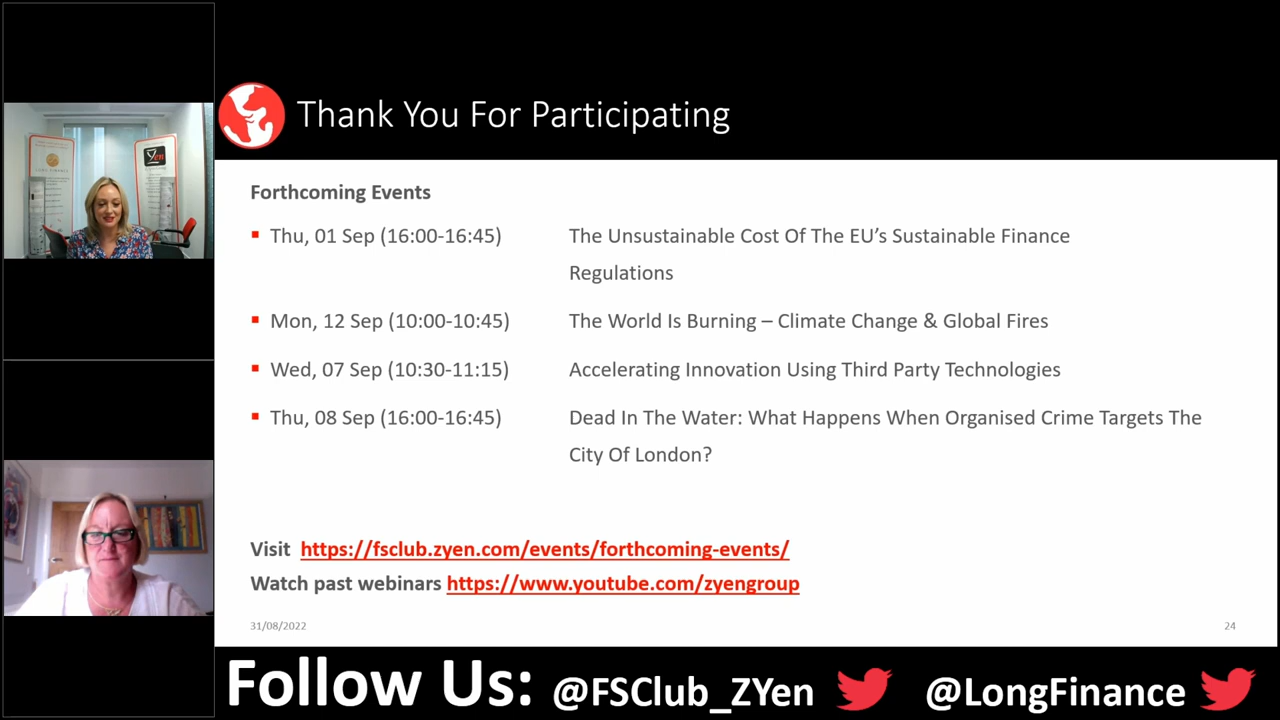 Thank You For Participating
Forthcoming Events
Thu, 01 Sep (16:00-16:45) The Unsustainable Cost Of The EU’s Sustainable Finance
Regulations
Mon, 12 Sep (10:00-10:45) The World Is Burning – Climate Change & Global Fires
Wed, 07 Sep (10:30-11:15) Accelerating Innovation Using Third Party Technologies
Thu, 08 Sep (16:00-16:45) Dead In The Water: What Happens When Organised Crime Targets The
City Of London?
Visit https://fsclub.zyen.com/events/forthcoming-events/
Watch past webinars https://www.youtube.com/zyengroup
31/08/2022 24
Follow Us: @FSClub_ZYen @LongFinance